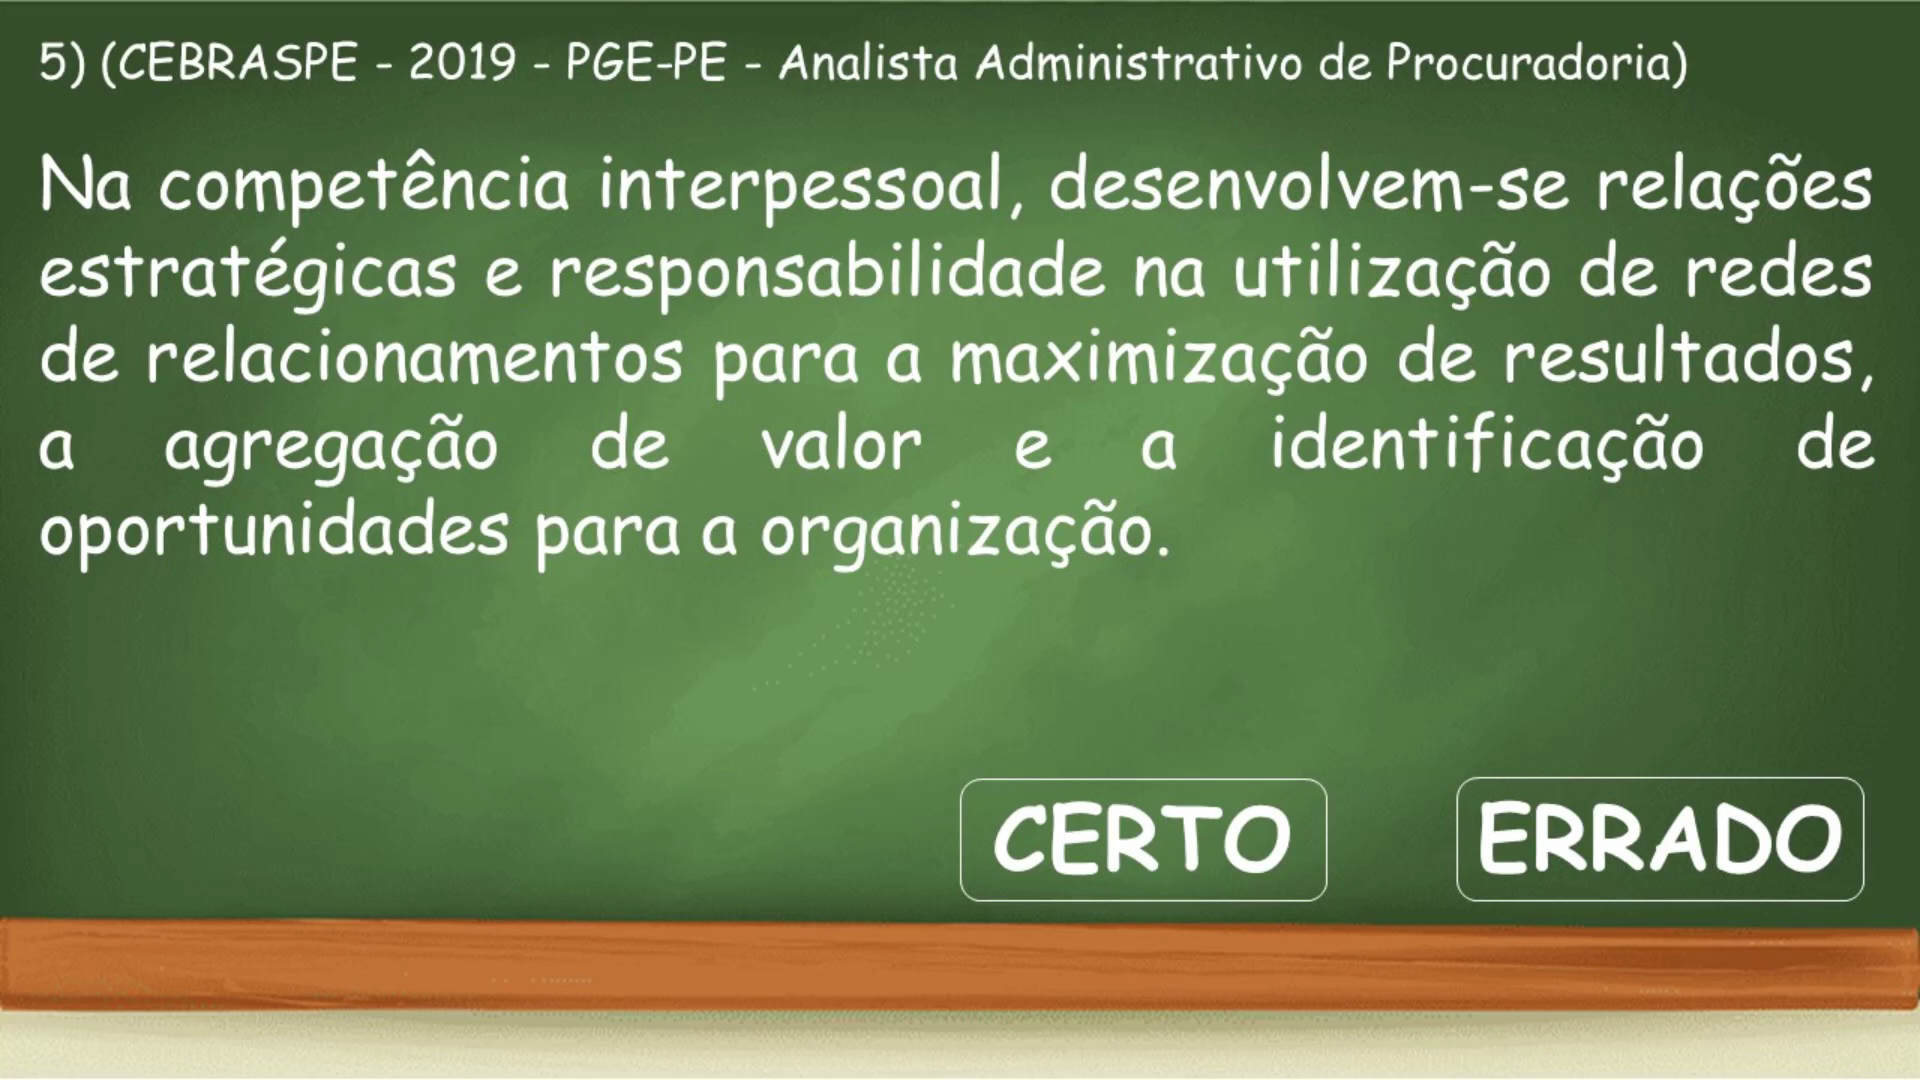 5) (CEBRASPE - 2019 - PGE-PE - Analista Administrativo de Procuradoria)
Na competência interpessoal, desenvolvem-se relações
estratégicas e responsabilidade na utilização de redes
de relacionamentos para a maximização de resultados,
a agregação de valor e a identificação de
oportunidades para a organização.
CERTO
ERRADO